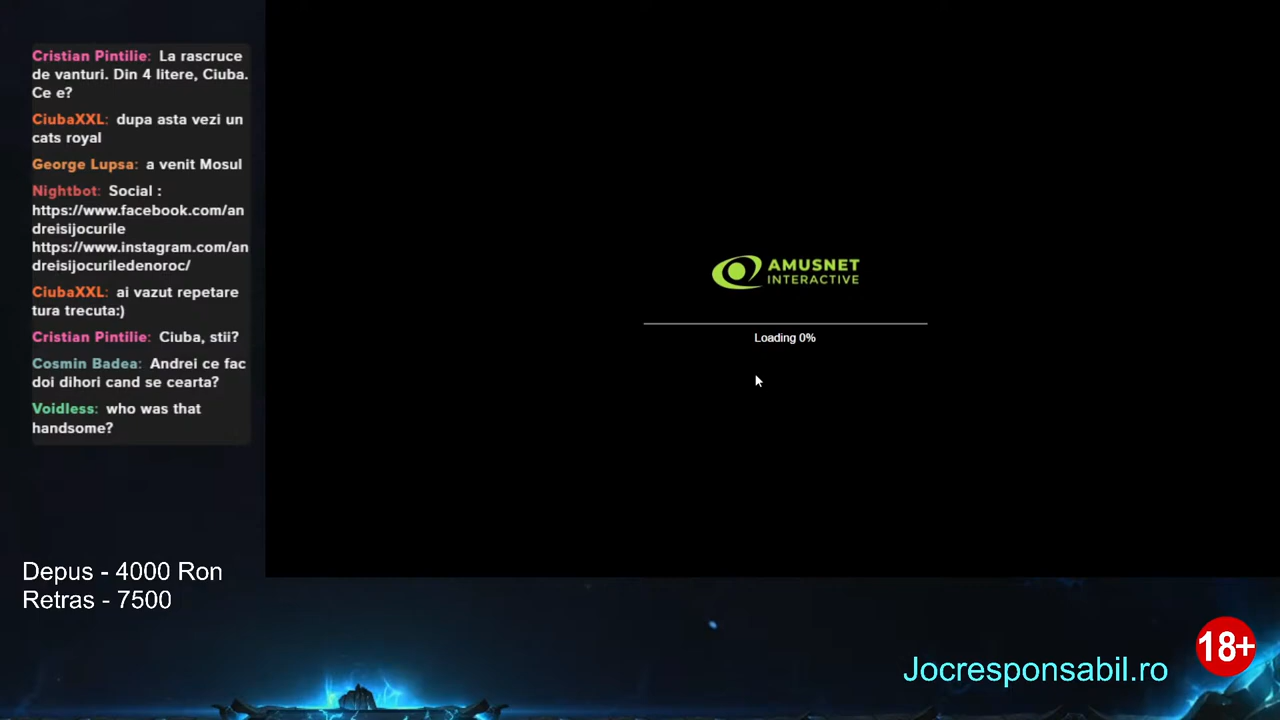 Cristian Pintilie: La rascruce
de vanturi. Din 4 litere, Ciuba.
Ce e?
CiubaXXL: dupa asta vezi un
cats royal
George Lupsa: a venit Mosul
Nightbot: Social :
https://www.facebook.com/an
dreisijocurile
https://www.instagram.com/an
dreisijocuriledenoroc/
CiubaXXL: ai vazut repetare
tura trecuta:)
Cristian Pintilie: Ciuba, stii?
Cosmin Badea: Andrei ce fac
doi dihori cand se cearta?
Voidless: who was that
handsome?
AMUSNET
INTERACTIVE
Loading 0%
Depus - 4000 Ron
Retras - 7500
Jocresponsabil.ro
18+